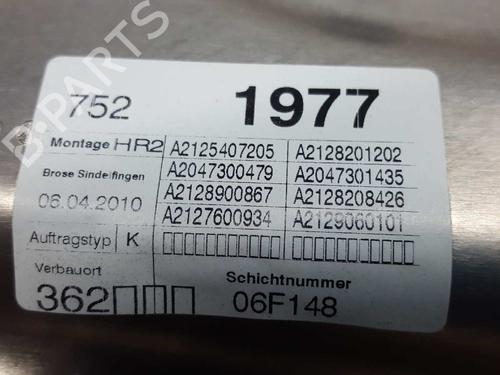 752 1977
Montage HR2 A2125407205 A2128201202
A2047300479 A2047301435
Brose Sindelfingen A2128900867 A2128208426
06.04.2010 A2127600934 A2129060101
Auftragstyp K
Verbauort Schichtnummer
362 06F148
B-PARTS